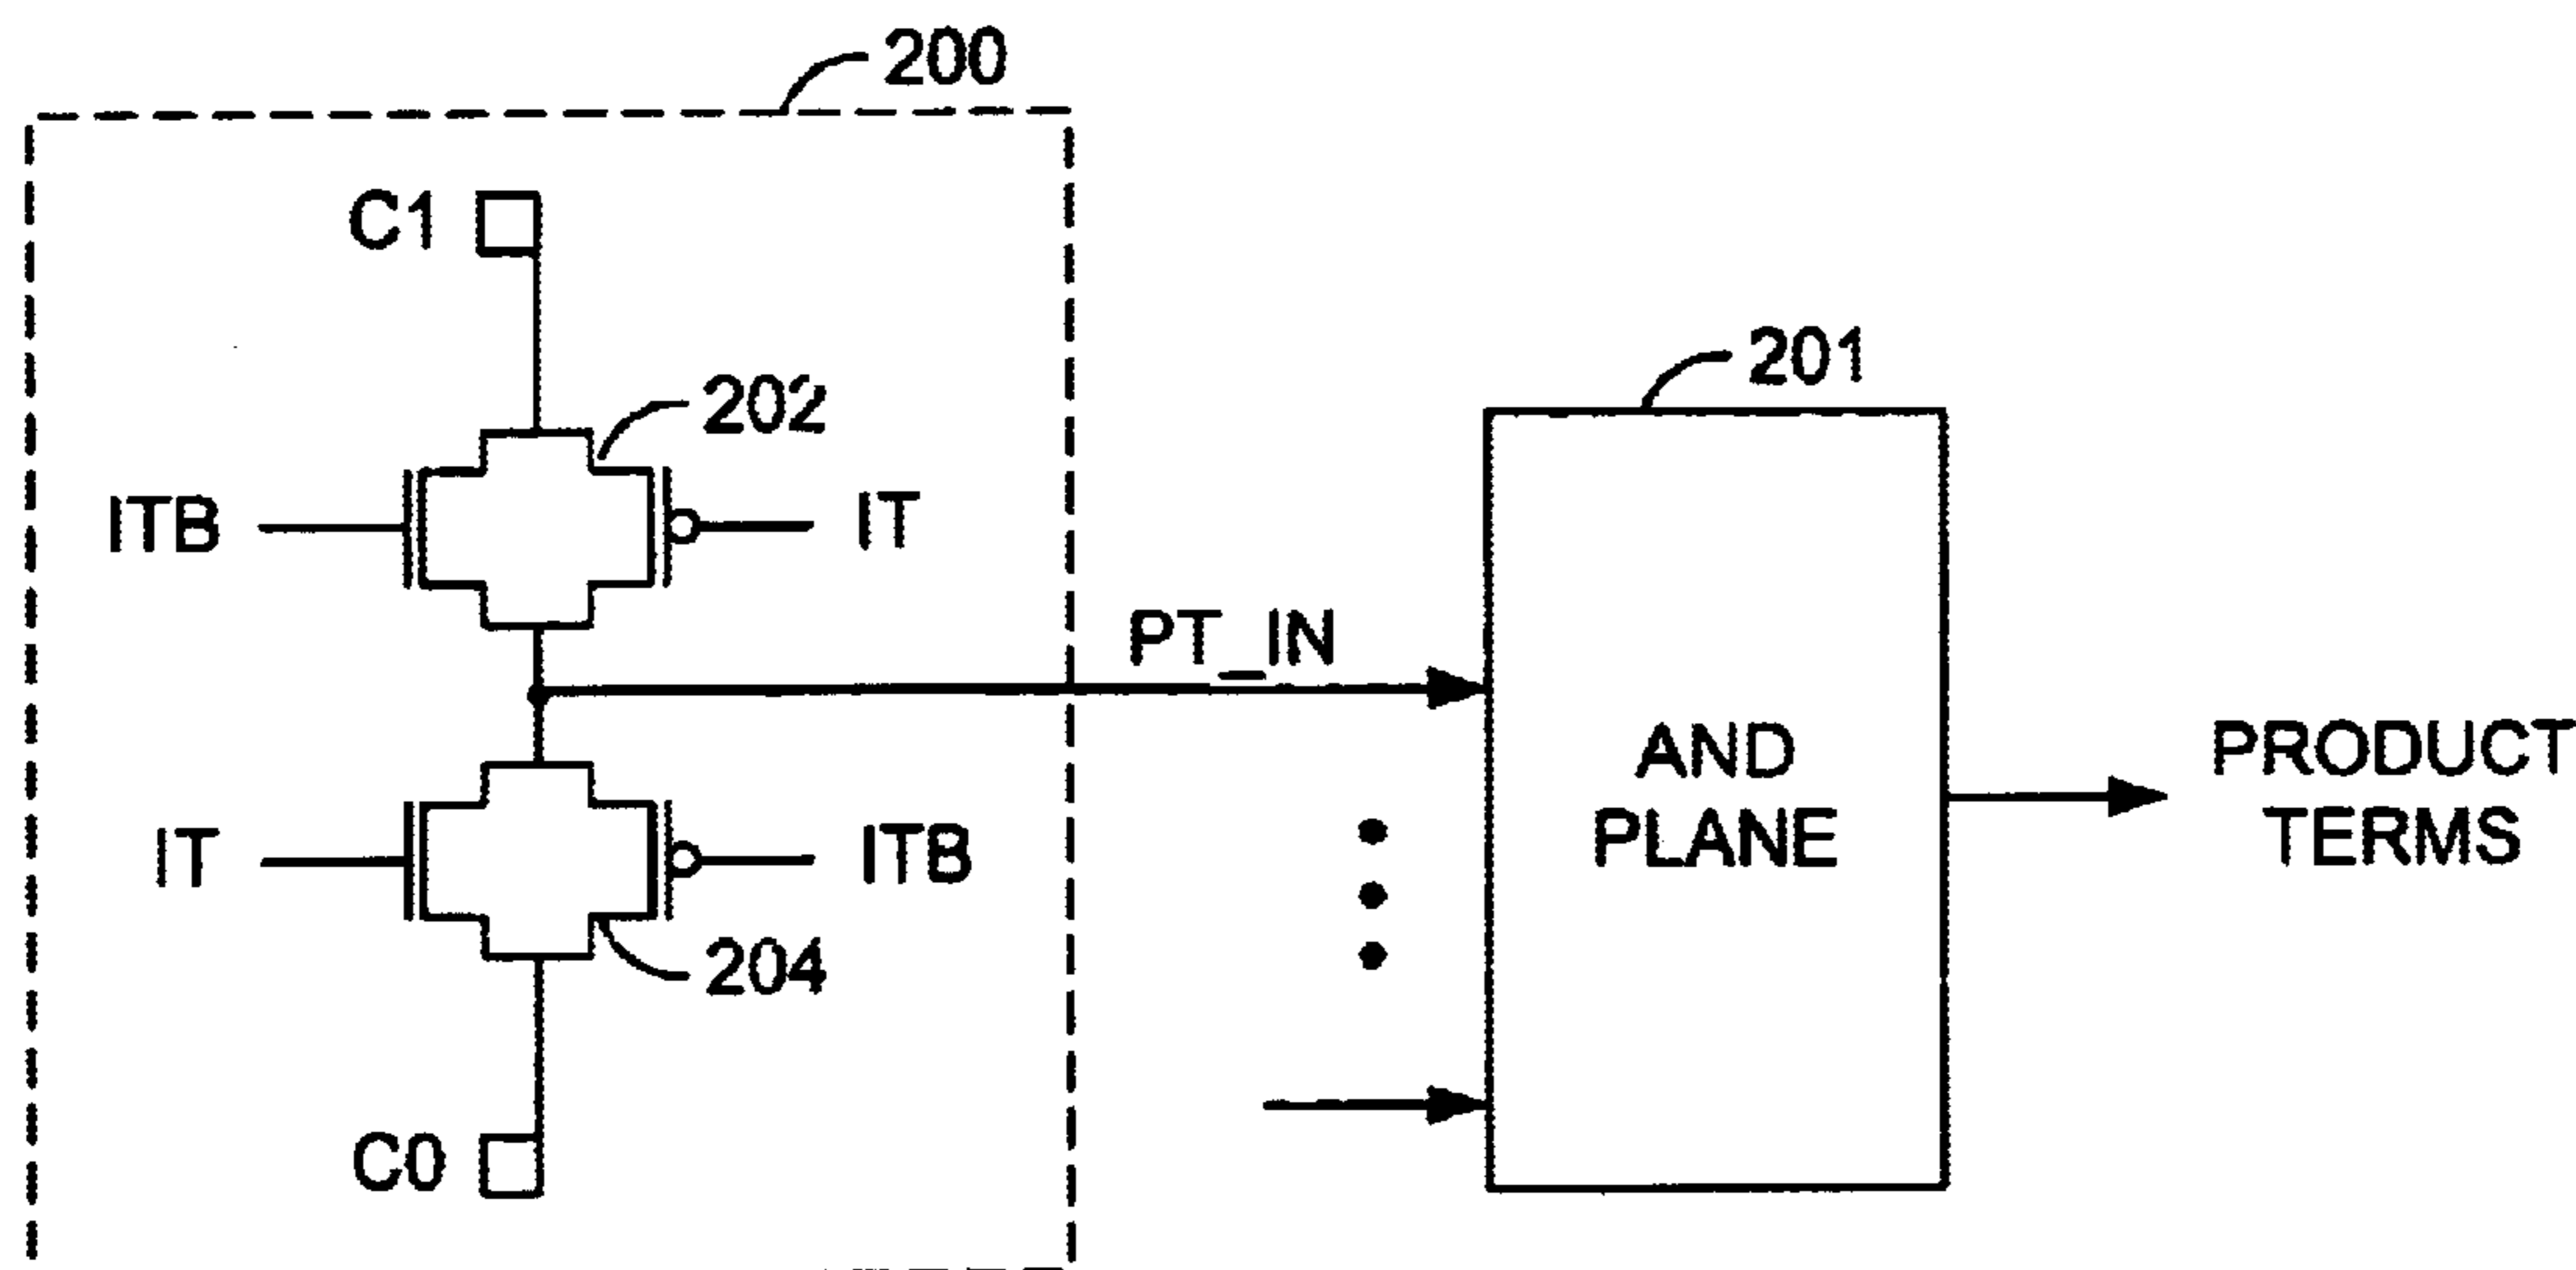 200
C1
202
201
ITB
IT
PT_IN
AND
PLANE
PRODUCT
TERMS
IT
ITB
204
C0